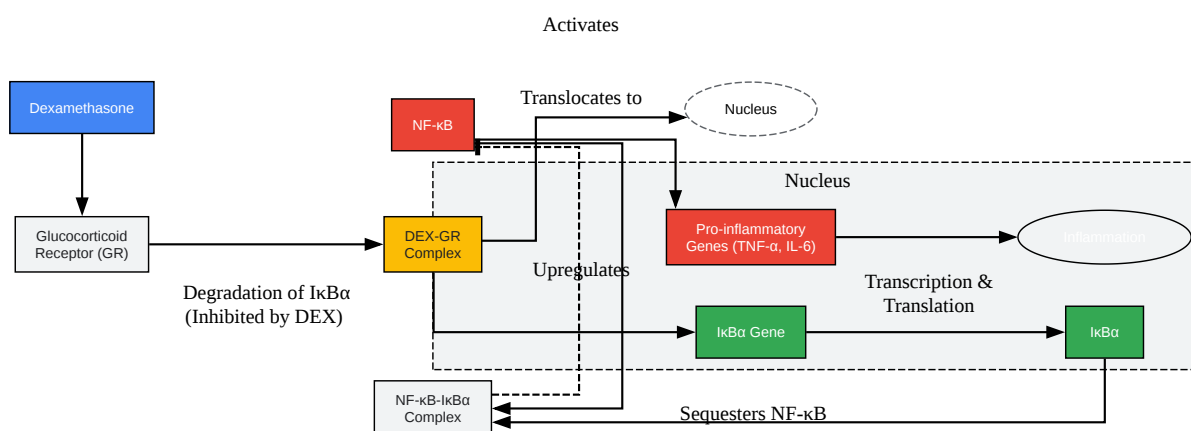 Activates
Dexamethasone
NF-κB
Translocates to
Nucleus
Nucleus
Glucocorticoid
Receptor (GR)
DEX-GR
Complex
Pro-inflammatory
Genes (TNF-α, IL-6)
Inflammation
Upregulates
Degradation of IκBα
(Inhibited by DEX)
Transcription &
Translation
IκBα Gene
IκBα
NF-κB-IκBα
Complex
Sequesters NF-κB